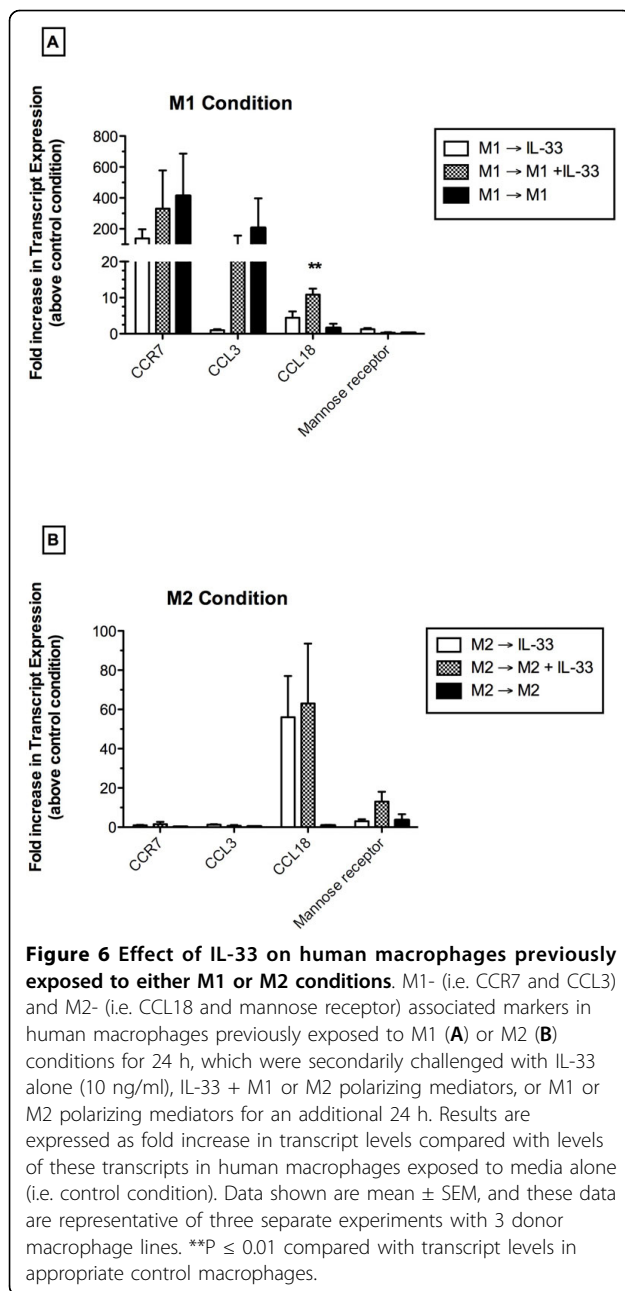 A
M1 Condition
Fold increase in Transcript Expression
(above control condition)
800
600
400
200
20
10
0
CCR7
CCL3
CCL18
Mannose receptor
**
M1 → IL-33
M1 → M1 +IL-33
M1 → M1
B
M2 Condition
Fold increase in Transcript Expression
(above control condition)
100
80
60
40
20
0
CCR7
CCL3
CCL18
Mannose receptor
M2 → IL-33
M2 → M2 + IL-33
M2 → M2
Figure 6 Effect of IL-33 on human macrophages previously
exposed to either M1 or M2 conditions. M1- (i.e. CCR7 and CCL3)
and M2- (i.e. CCL18 and mannose receptor) associated markers in
human macrophages previously exposed to M1 (A) or M2 (B)
conditions for 24 h, which were secondarily challenged with IL-33
alone (10 ng/ml), IL-33 + M1 or M2 polarizing mediators, or M1 or
M2 polarizing mediators for an additional 24 h. Results are
expressed as fold increase in transcript levels compared with levels
of these transcripts in human macrophages exposed to media alone
(i.e. control condition). Data shown are mean ± SEM, and these data
are representative of three separate experiments with 3 donor
macrophage lines. **P ≤ 0.01 compared with transcript levels in
appropriate control macrophages.